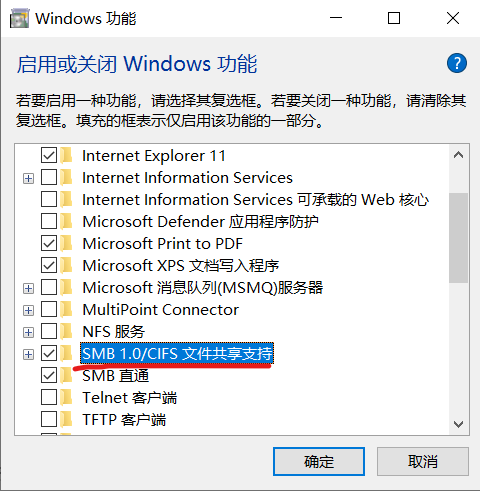 Windows 功能
启用或关闭 Windows 功能
若要启用一种功能，请选择其复选框。若要关闭一种功能，请清除其
复选框。填充的框表示仅启用该功能的一部分。
Internet Explorer 11
Internet Information Services
Internet Information Services 可承载的 Web 核心
Microsoft Defender 应用程序防护
Microsoft Print to PDF
Microsoft XPS 文档写入程序
Microsoft 消息队列(MSMQ)服务器
MultiPoint Connector
NFS 服务
SMB 1.0/CIFS 文件共享支持
SMB 直通
Telnet 客户端
TFTP 客户端
确定
取消